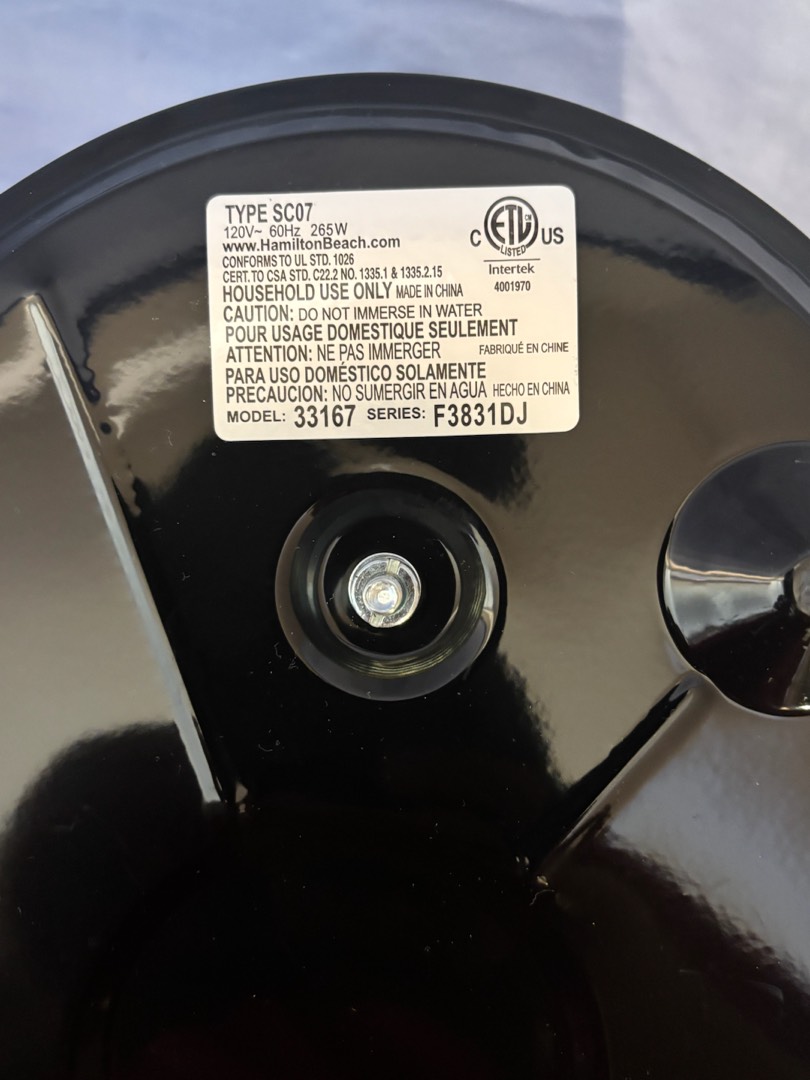 TYPE SC07
120V~ 60Hz 265W
www.HamiltonBeach.com
CONFORMS TO UL STD. 1026
CERT. TO CSA STD. C22.2 NO. 1335.1 & 1335.2.15
HOUSEHOLD USE ONLY MADE IN CHINA
CAUTION: DO NOT IMMERSE IN WATER
POUR USAGE DOMESTIQUE SEULEMENT
ATTENTION: NE PAS IMMERGER FABRIQUÉ EN CHINE
PARA USO DOMÉSTICO SOLAMENTE
PRECAUCION: NO SUMERGIR EN AGUA HECHO EN CHINA
MODEL: 33167 SERIES: F3831DJ
C ETL CM US
LISTED
Intertek
4001970